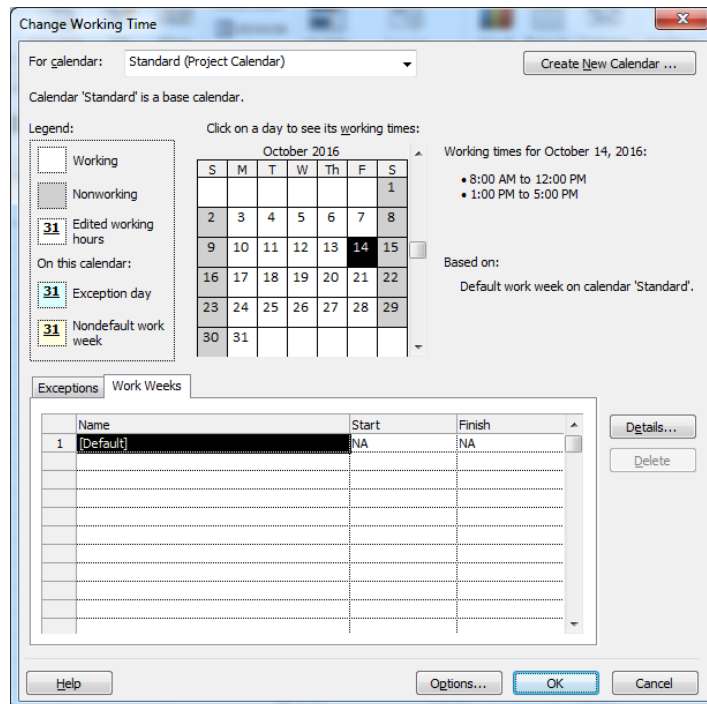 Change Working Time
For calendar: Standard (Project Calendar) Create New Calendar ...
Calendar 'Standard' is a base calendar.
Legend:
Working
Nonworking
31 Edited working
hours
On this calendar:
31 Exception day
31 Nondefault work
week
Click on a day to see its working times:
October 2016
S M T W Th F S
1
2 3 4 5 6 7 8
9 10 11 12 13 14 15
16 17 18 19 20 21 22
23 24 25 26 27 28 29
30 31
Working times for October 14, 2016:
• 8:00 AM to 12:00 PM
• 1:00 PM to 5:00 PM
Based on:
Default work week on calendar 'Standard'.
Exceptions Work Weeks
Name Start Finish
1 [Default] NA NA
Details...
Delete
Help Options... OK Cancel